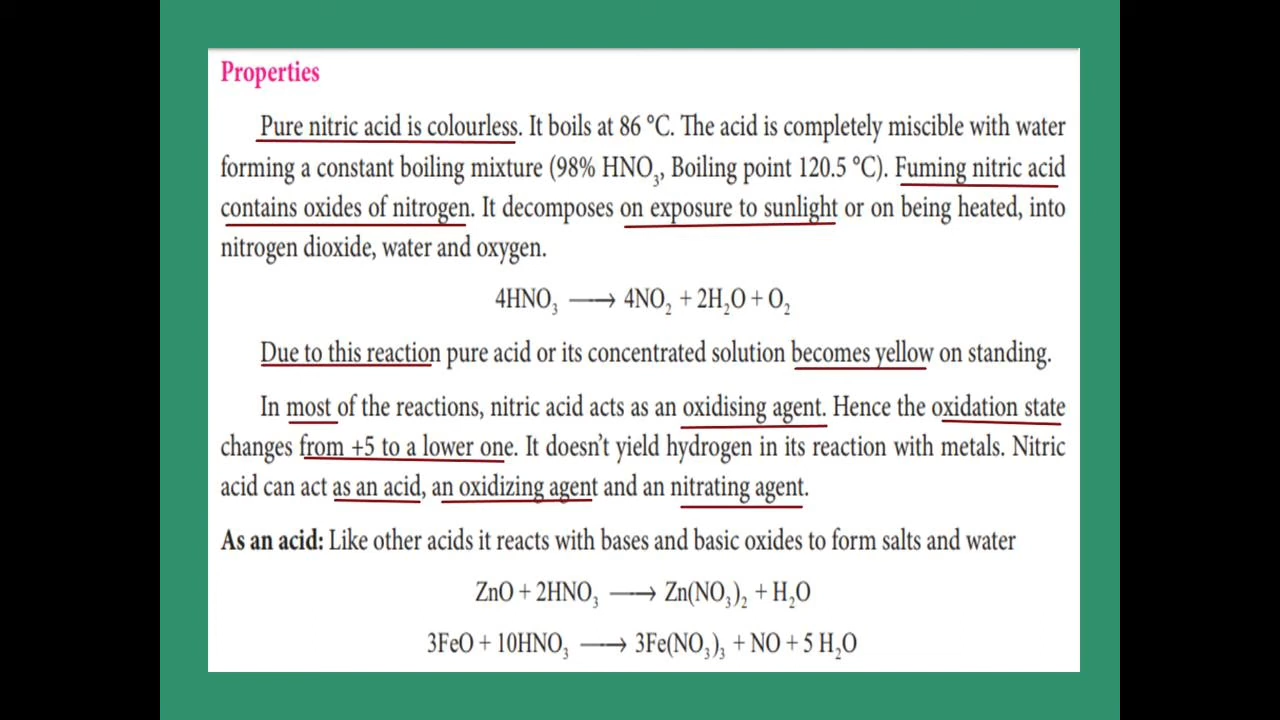 Properties
Pure nitric acid is colourless. It boils at 86 °C. The acid is completely miscible with water
forming a constant boiling mixture (98% HNO₃, Boiling point 120.5 °C). Fuming nitric acid
contains oxides of nitrogen. It decomposes on exposure to sunlight or on being heated, into
nitrogen dioxide, water and oxygen.
4HNO₃ ⟶ 4NO₂ + 2H₂O + O₂
Due to this reaction pure acid or its concentrated solution becomes yellow on standing.
In most of the reactions, nitric acid acts as an oxidising agent. Hence the oxidation state
changes from +5 to a lower one. It doesn't yield hydrogen in its reaction with metals. Nitric
acid can act as an acid, an oxidizing agent and an nitrating agent.
As an acid: Like other acids it reacts with bases and basic oxides to form salts and water
ZnO + 2HNO₃ ⟶ Zn(NO₃)₂ + H₂O
3FeO + 10HNO₃ ⟶ 3Fe(NO₃)₃ + NO + 5 H₂O